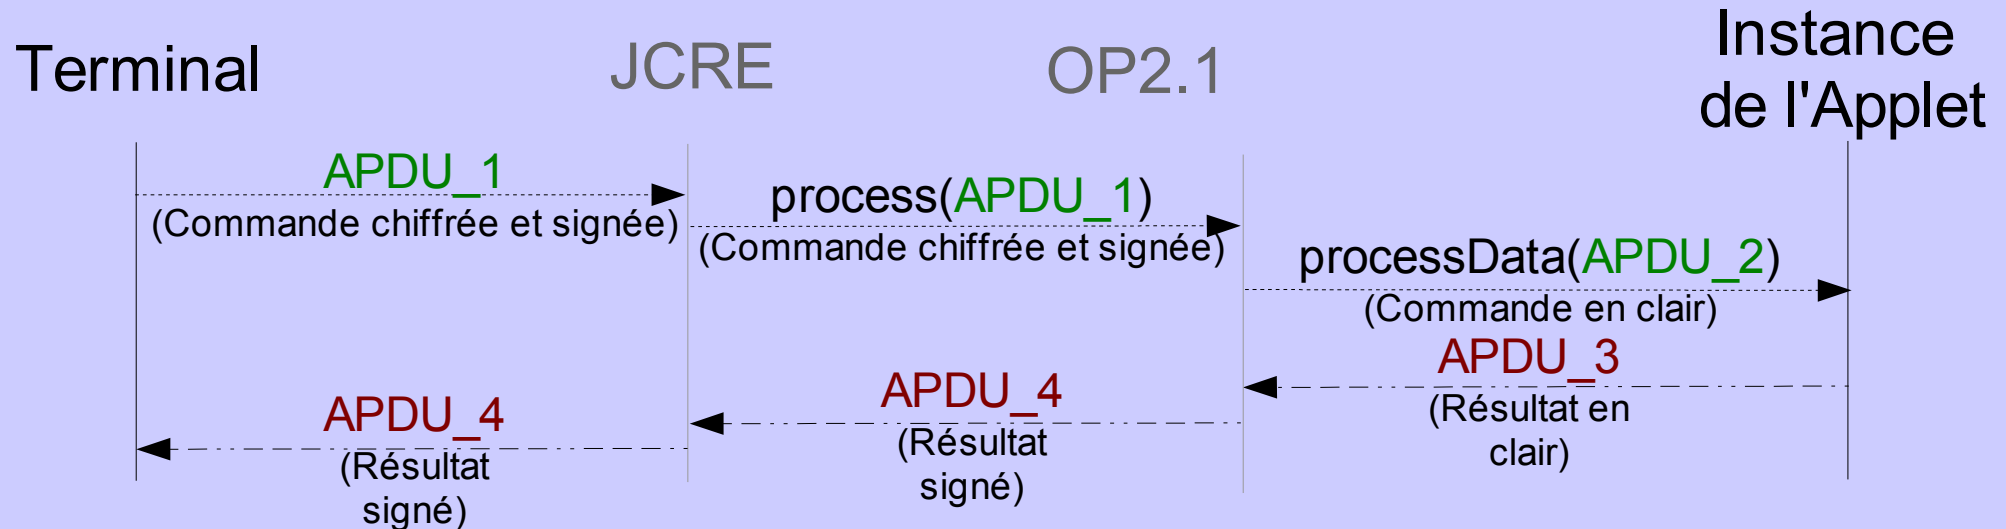 Terminal
JCRE
OP2.1
Instance
de l'Applet
APDU_1
(Commande chiffrée et signée)
process(APDU_1)
(Commande chiffrée et signée)
processData(APDU_2)
(Commande en clair)
APDU_3
(Résultat en
clair)
APDU_4
(Résultat
signé)
APDU_4
(Résultat
signé)